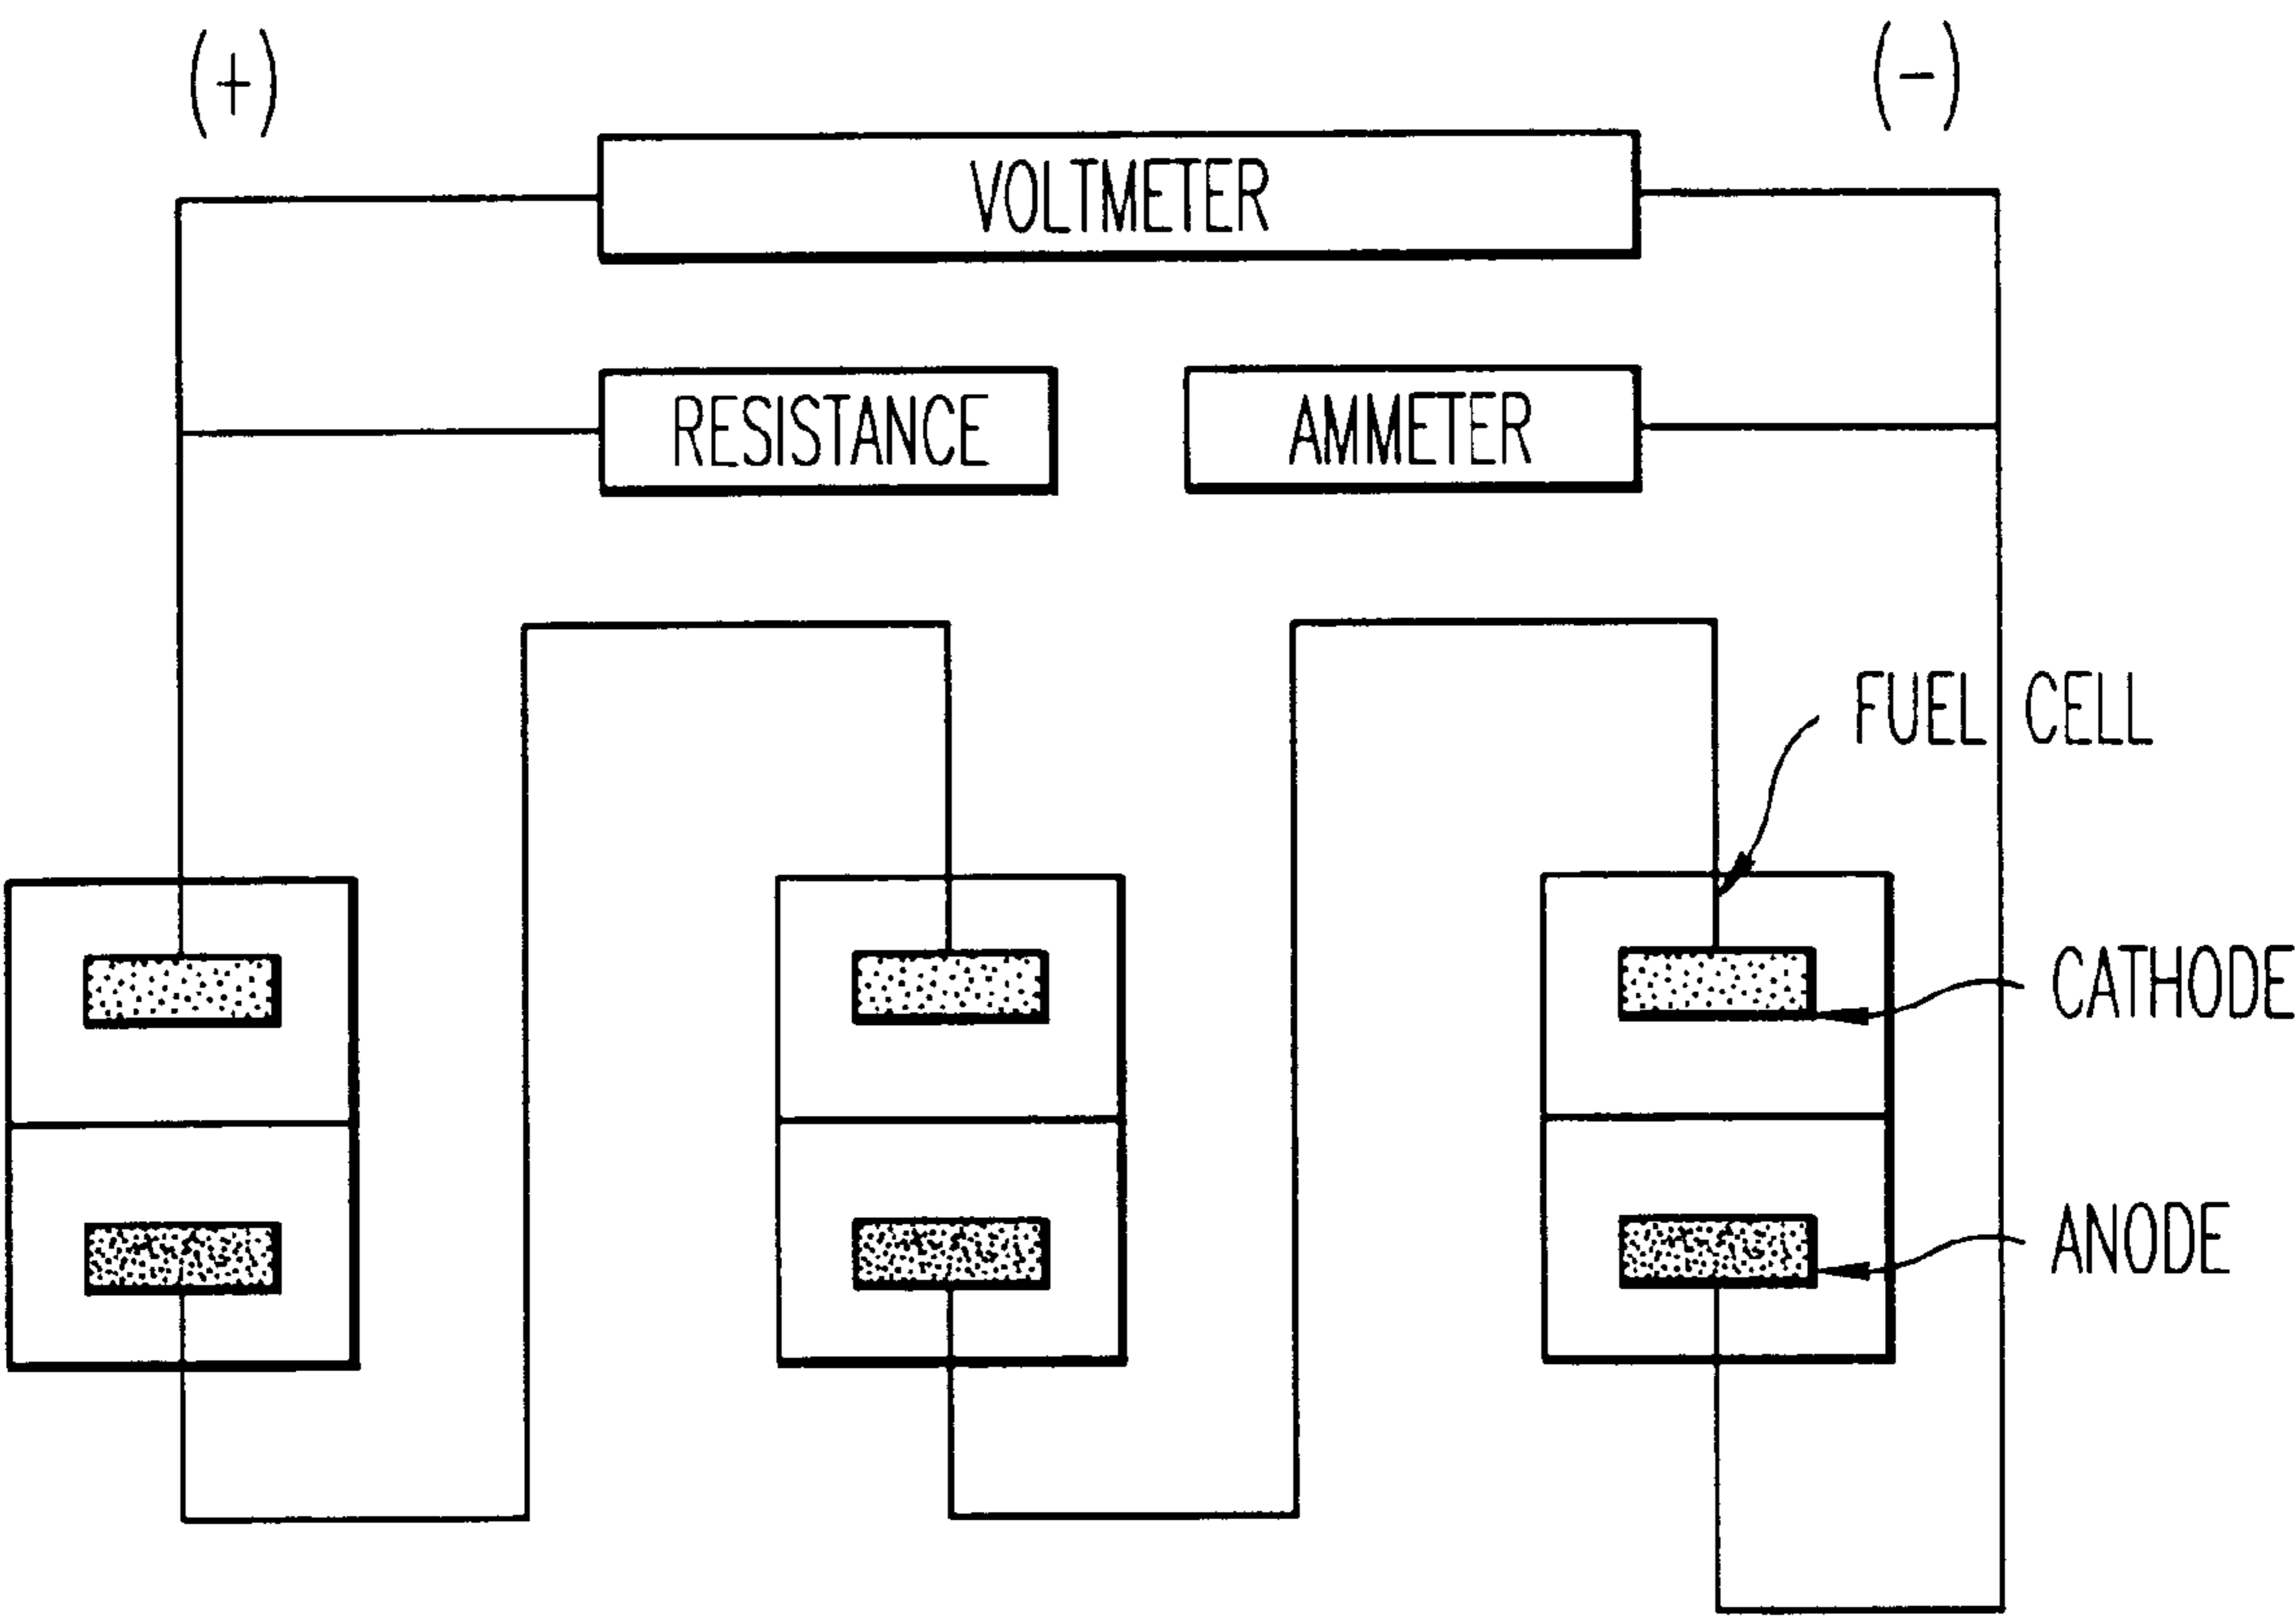 (+)
(-)
VOLTMETER
RESISTANCE
AMMETER
FUEL CELL
CATHODE
ANODE